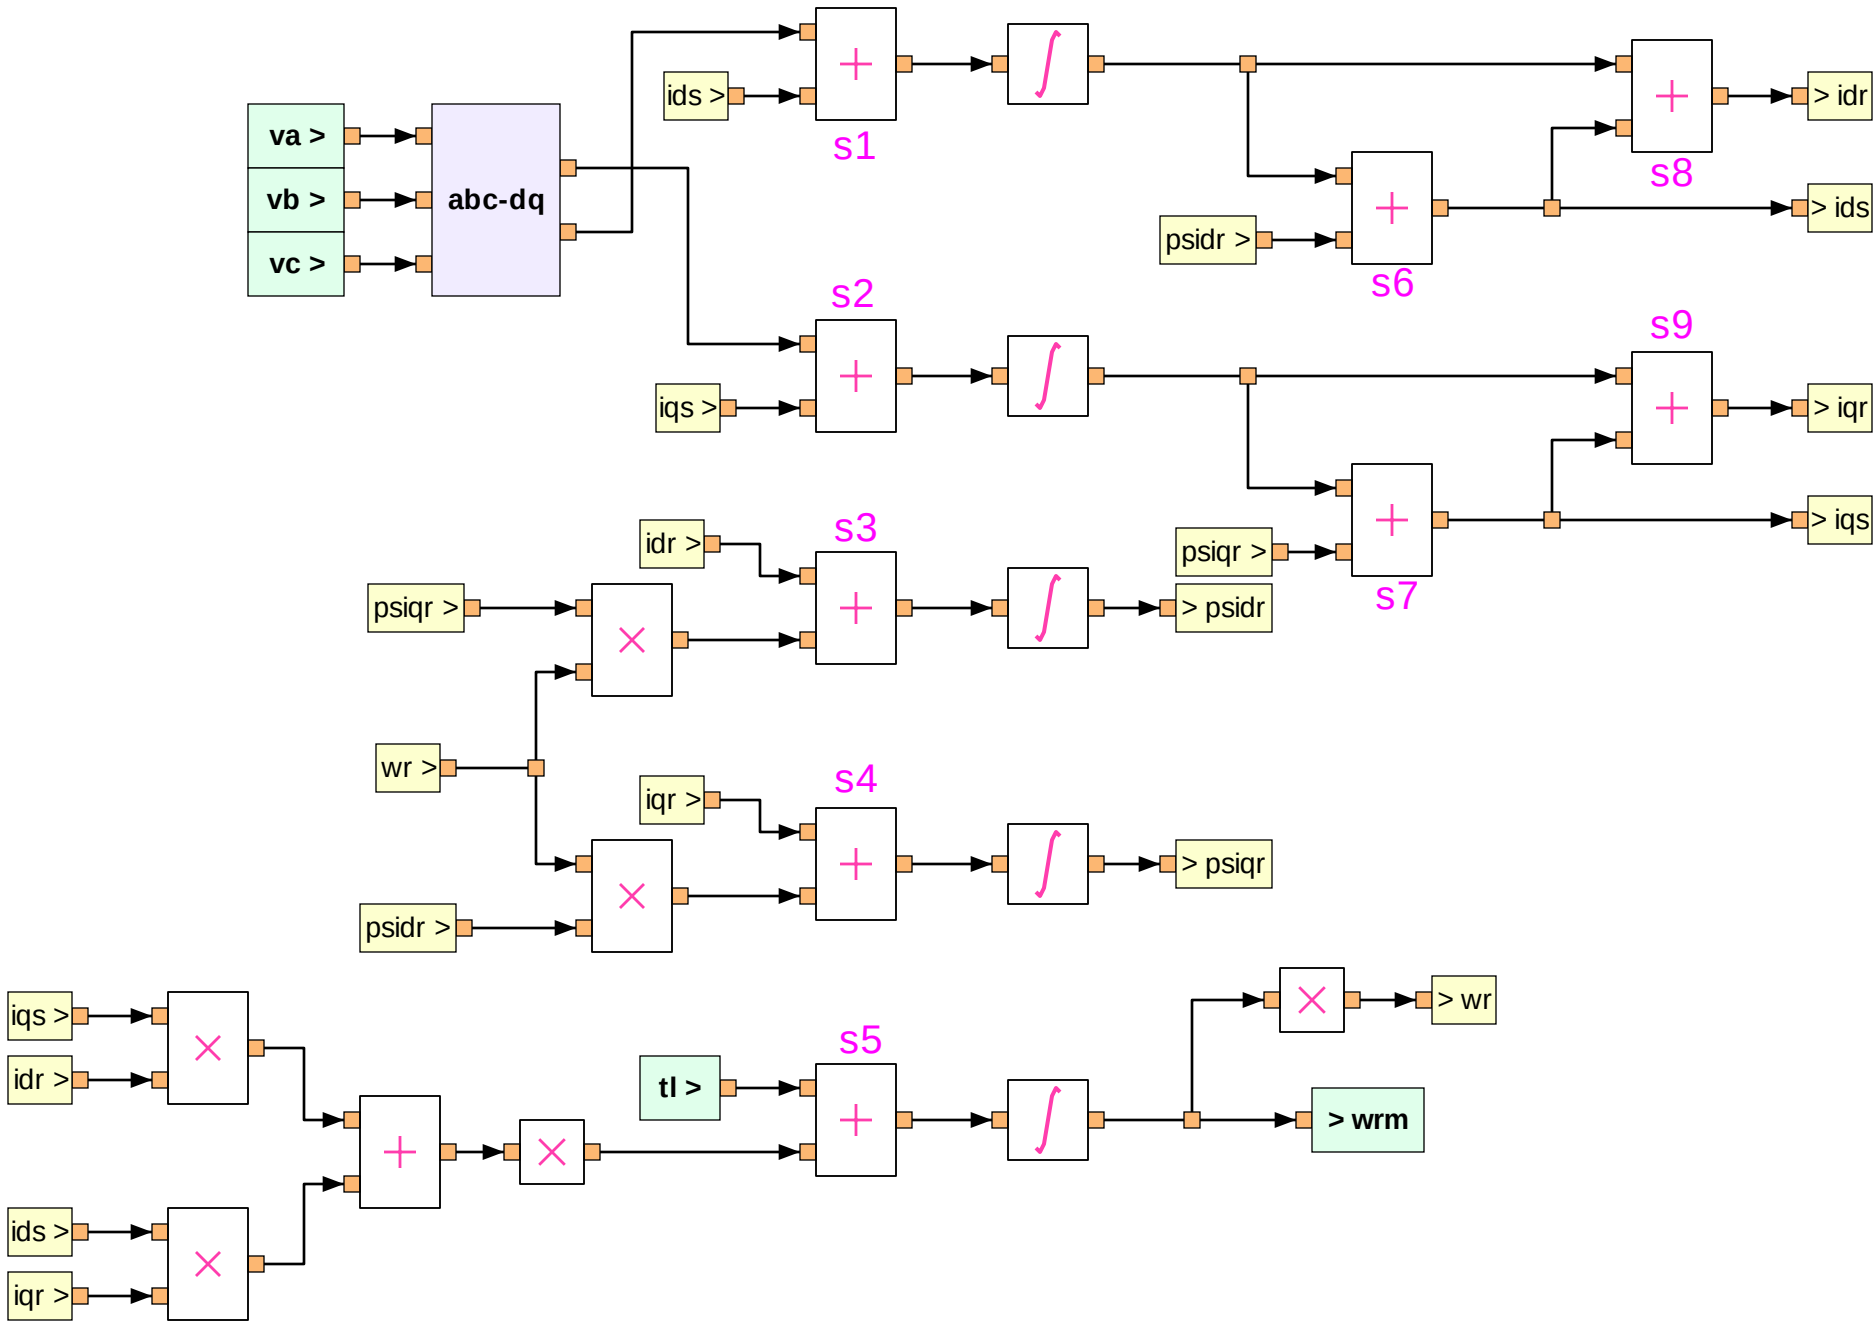 ids >
s1
> idr
va >
vb >
vc >
abc-dq
s8
> ids
psidr >
s6
s2
iqs >
s9
> iqr
> iqs
idr >
s3
psiqr >
s7
psiqr >
> psidr
wr >
iqr >
s4
> psiqr
psidr >
iqs >
idr >
> wr
s5
tl >
> wrm
ids >
iqr >